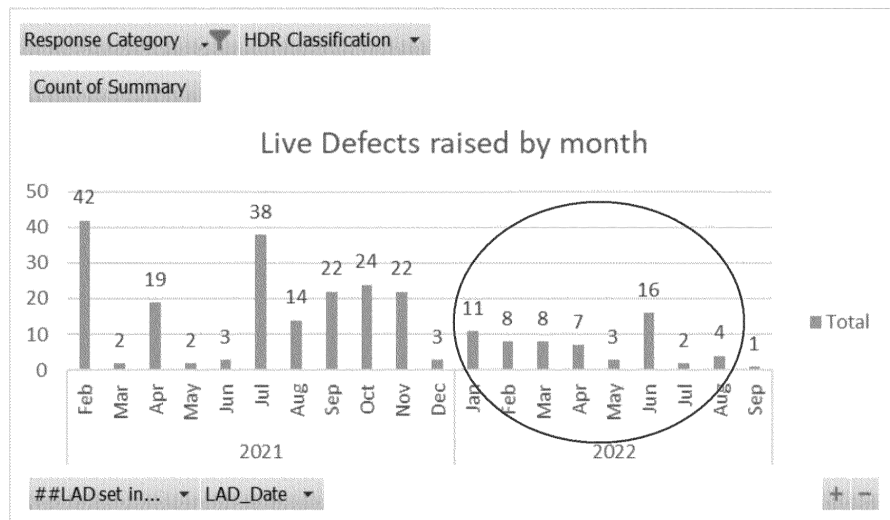 Response Category HDR Classification
Count of Summary
Live Defects raised by month
50
40
30
20
10
0
42 2 19 2 3 38 14 22 24 22 3 11 8 8 7 3 16 2 4 1
Total
Feb Mar Apr May Jun Jul Aug Sep Oct Nov Dec Jan Feb Mar Apr May Jun Jul Aug Sep
2021 2022
##LAD set in... LAD_Date + -